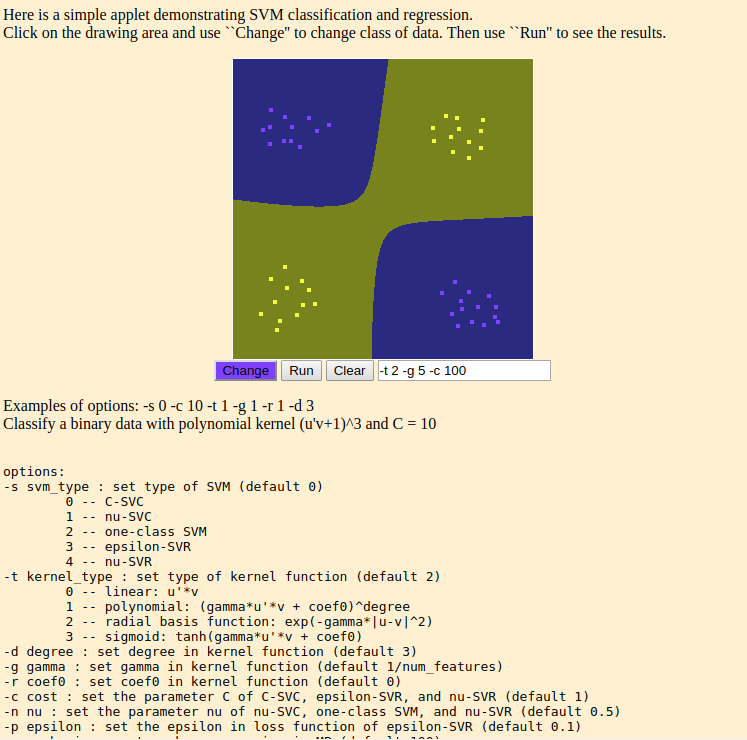 Here is a simple applet demonstrating SVM classification and regression.
Click on the drawing area and use ``Change'' to change class of data. Then use ``Run'' to see the results.
Change Run Clear -t 2 -g 5 -c 100
Examples of options: -s 0 -c 10 -t 1 -g 1 -r 1 -d 3
Classify a binary data with polynomial kernel (u'v+1)^3 and C = 10
options:
-s svm_type : set type of SVM (default 0)
0 -- C-SVC
1 -- nu-SVC
2 -- one-class SVM
3 -- epsilon-SVR
4 -- nu-SVR
-t kernel_type : set type of kernel function (default 2)
0 -- linear: u'*v
1 -- polynomial: (gamma*u'*v + coef0)^degree
2 -- radial basis function: exp(-gamma*|u-v|^2)
3 -- sigmoid: tanh(gamma*u'*v + coef0)
-d degree : set degree in kernel function (default 3)
-g gamma : set gamma in kernel function (default 1/num_features)
-r coef0 : set coef0 in kernel function (default 0)
-c cost : set the parameter C of C-SVC, epsilon-SVR, and nu-SVR (default 1)
-n nu : set the parameter nu of nu-SVC, one-class SVM, and nu-SVR (default 0.5)
-p epsilon : set the epsilon in loss function of epsilon-SVR (default 0.1)